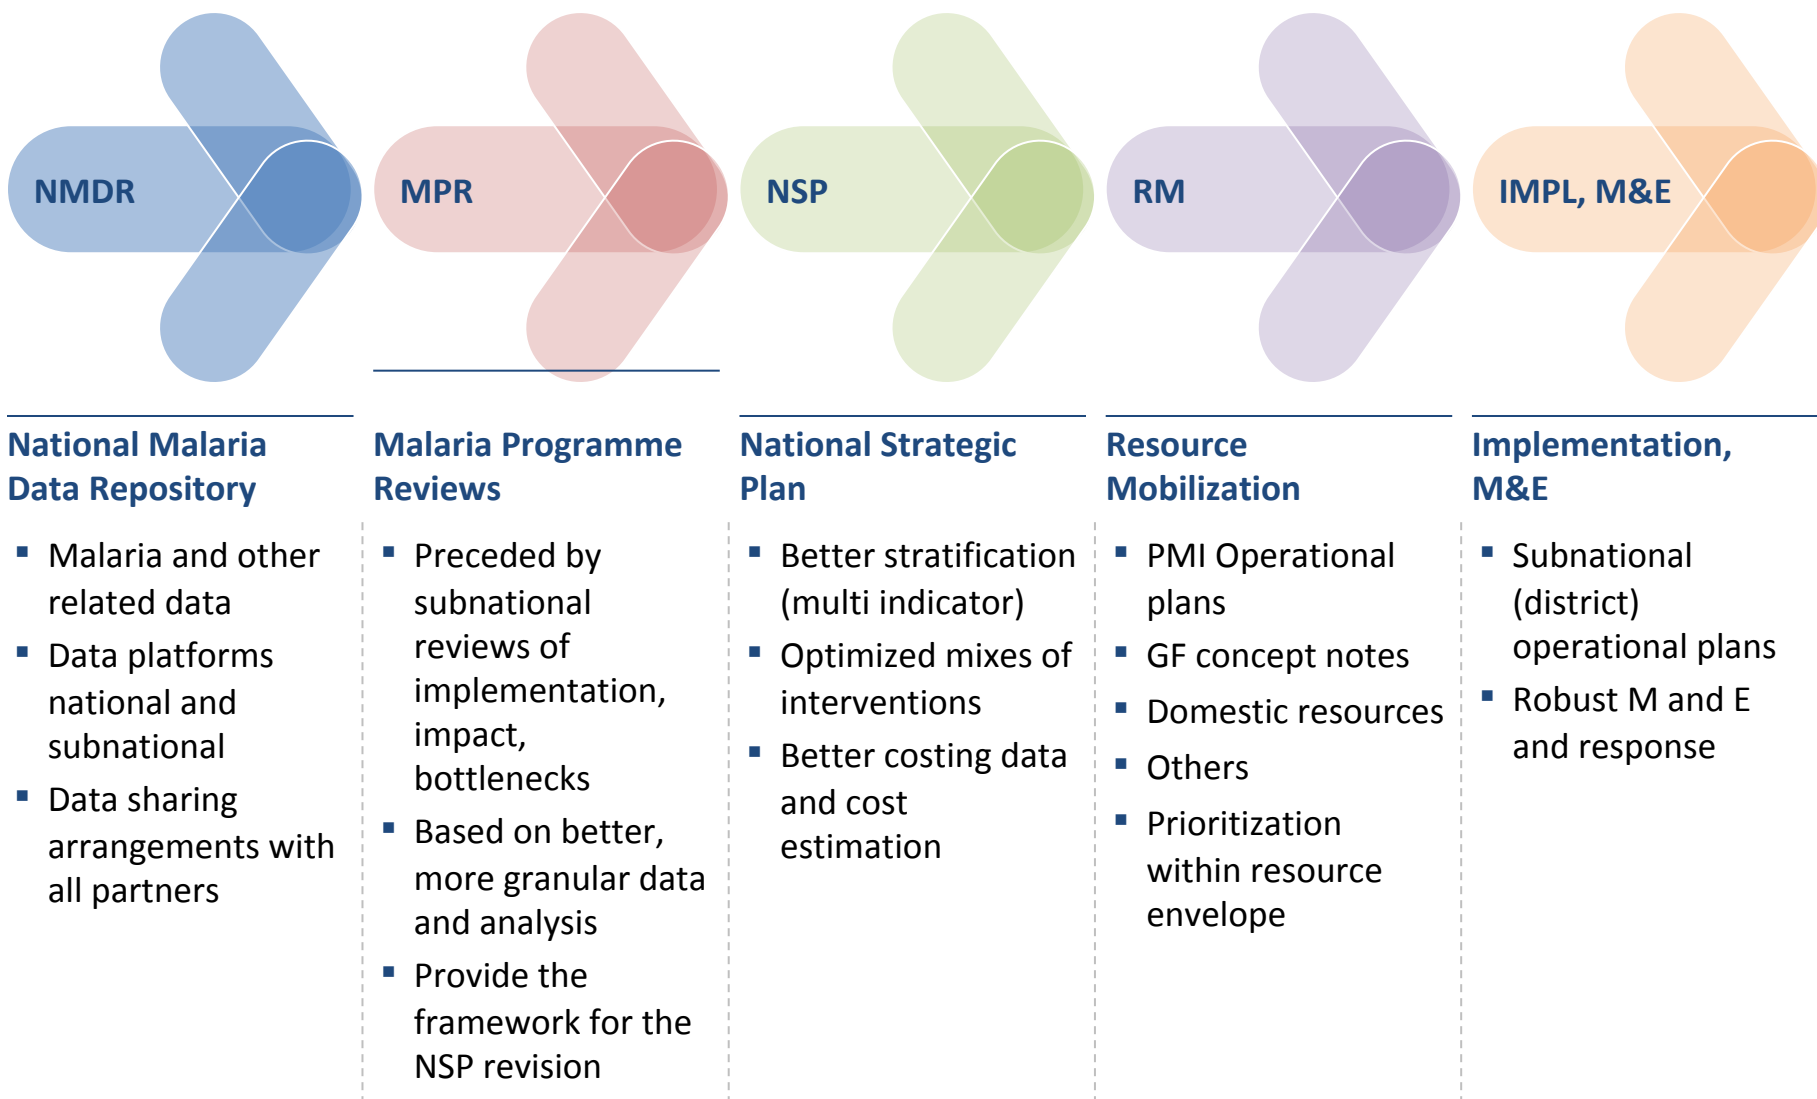 NMDR
MPR
NSP
RM
IMPL, M&E
National Malaria
Data Repository
▪ Malaria and other
related data
▪ Data platforms
national and
subnational
▪ Data sharing
arrangements with
all partners
Malaria Programme
Reviews
▪ Preceded by
subnational
reviews of
implementation,
impact,
bottlenecks
▪ Based on better,
more granular data
and analysis
▪ Provide the
framework for the
NSP revision
National Strategic
Plan
▪ Better stratification
(multi indicator)
▪ Optimized mixes of
interventions
▪ Better costing data
and cost
estimation
Resource
Mobilization
▪ PMI Operational
plans
▪ GF concept notes
▪ Domestic resources
▪ Others
▪ Prioritization
within resource
envelope
Implementation,
M&E
▪ Subnational
(district)
operational plans
▪ Robust M and E
and response